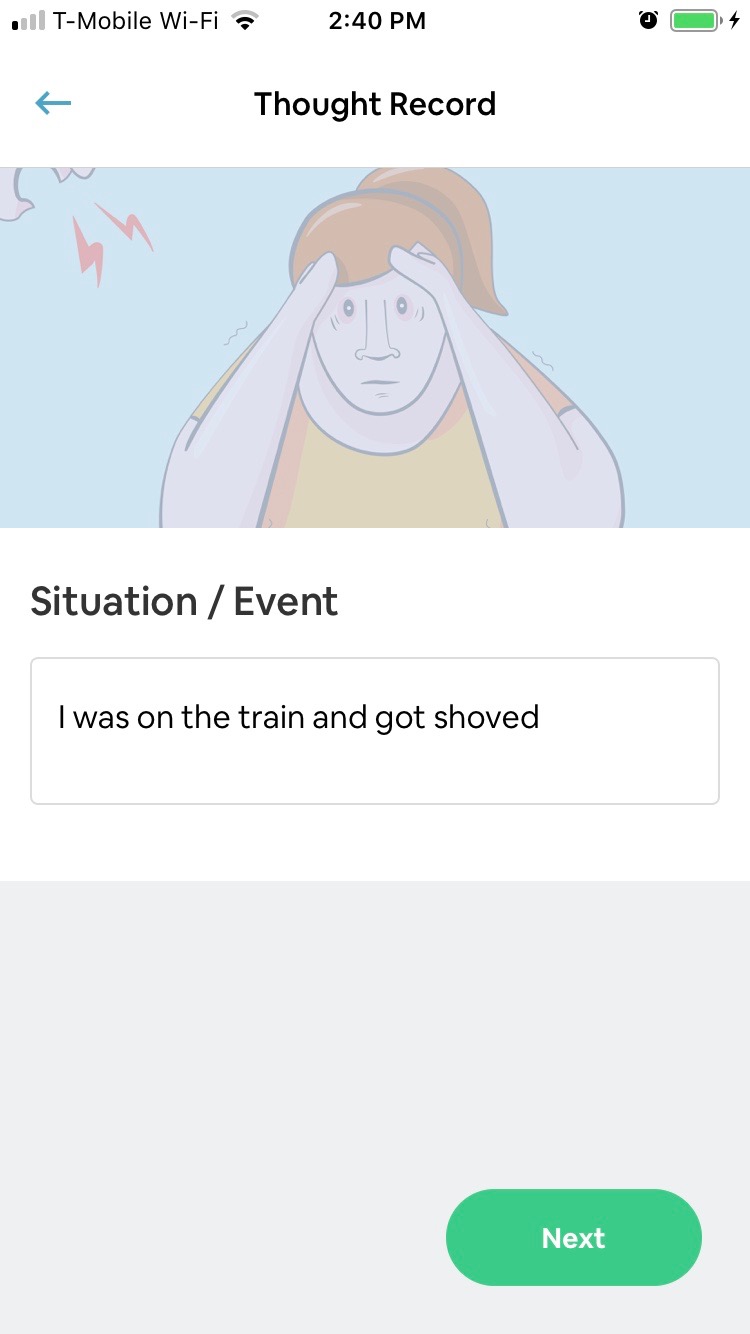 T-Mobile Wi-Fi 2:40 PM
Thought Record
Situation / Event
I was on the train and got shoved
Next